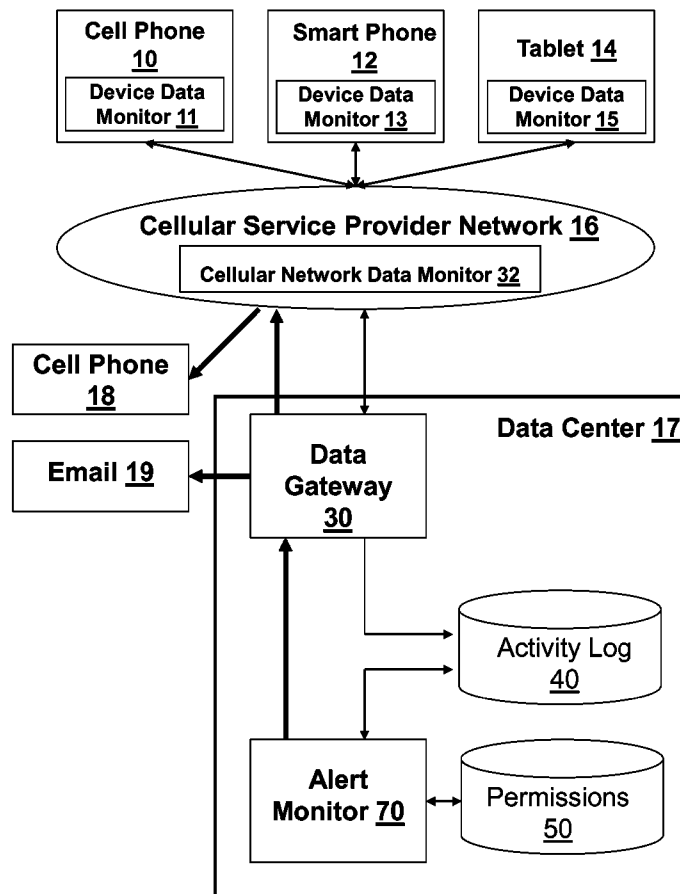 Cell Phone
10
Device Data
Monitor 11
Smart Phone
12
Device Data
Monitor 13
Tablet 14
Device Data
Monitor 15
Cellular Service Provider Network 16
Cellular Network Data Monitor 32
Cell Phone
18
Data Center 17
Email 19
Data
Gateway
30
Activity Log
40
Alert
Monitor 70
Permissions
50